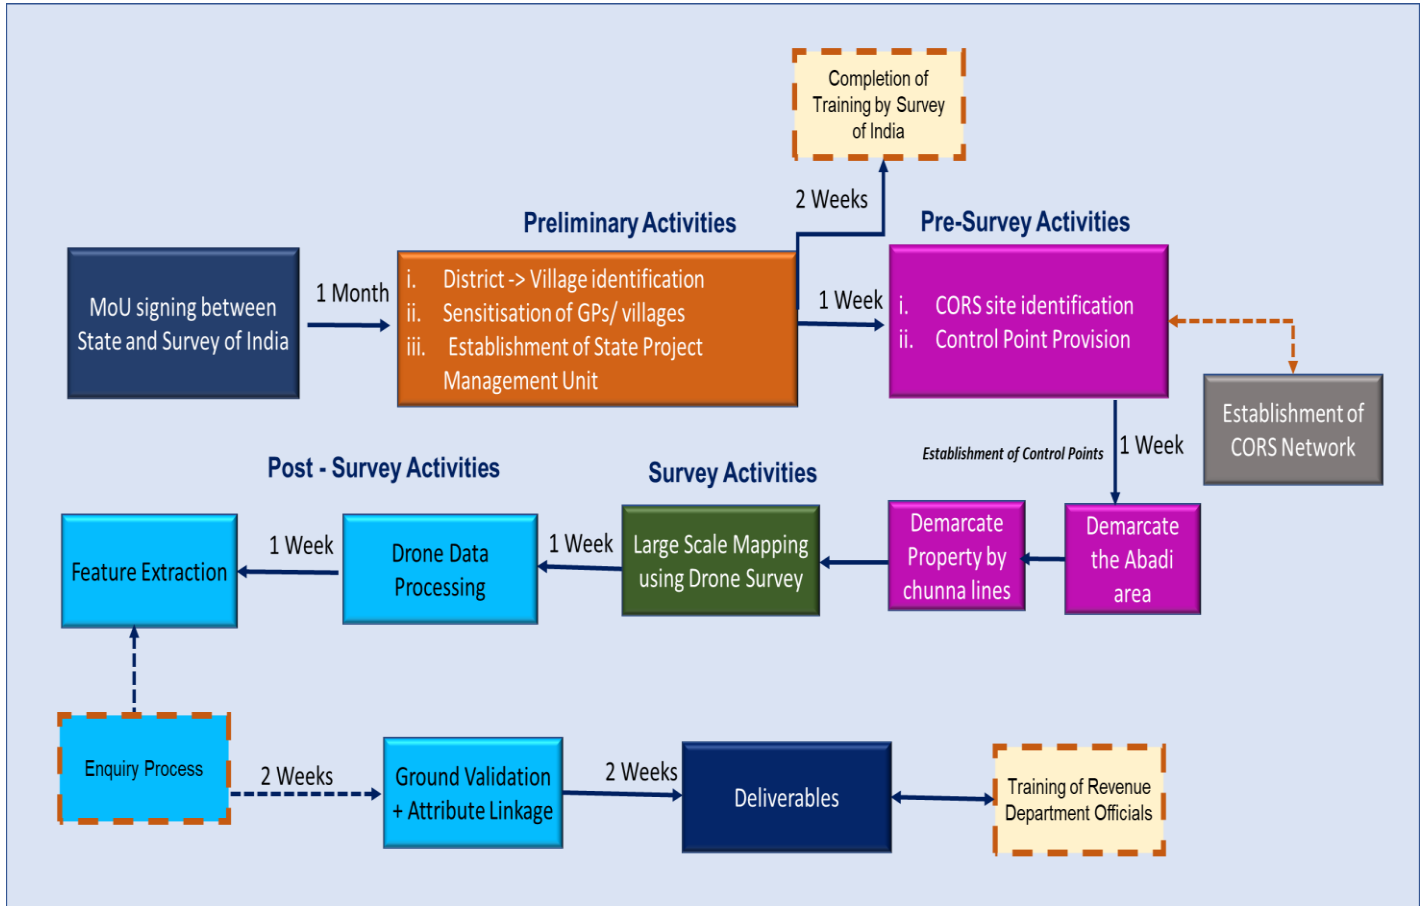 Completion of
Training by Survey
of India
2 Weeks
Preliminary Activities
Pre-Survey Activities
MoU signing between
State and Survey of India
1 Month
i. District -> Village identification
ii. Sensitisation of GPs/ villages
iii. Establishment of State Project
Management Unit
1 Week
i. CORS site identification
ii. Control Point Provision
Establishment of
CORS Network
Establishment of Control Points
1 Week
Post - Survey Activities
Survey Activities
Feature Extraction
1 Week
Drone Data
Processing
1 Week
Large Scale Mapping
using Drone Survey
Demarcate
Property by
chunna lines
Demarcate
the Abadi
area
Enquiry Process
2 Weeks
Ground Validation
+ Attribute Linkage
2 Weeks
Deliverables
Training of Revenue
Department Officials